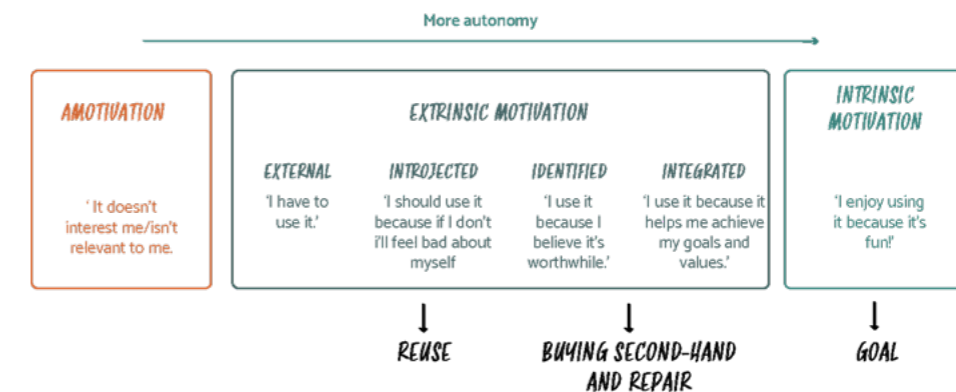 More autonomy
AMOTIVATION
' It doesn't
interest me/isn't
relevant to me.
EXTRINSIC MOTIVATION
EXTERNAL
'I have to
use it.'
INTROJECTED
'I should use it
because if I don't
i'll feel bad about
myself
IDENTIFIED
'I use it
because I
believe it's
worthwhile.'
INTEGRATED
'I use it because it
helps me achieve
my goals and
values.'
INTRINSIC
MOTIVATION
'I enjoy using
it because it's
fun!'
REUSE
BUYING SECOND-HAND
AND REPAIR
GOAL